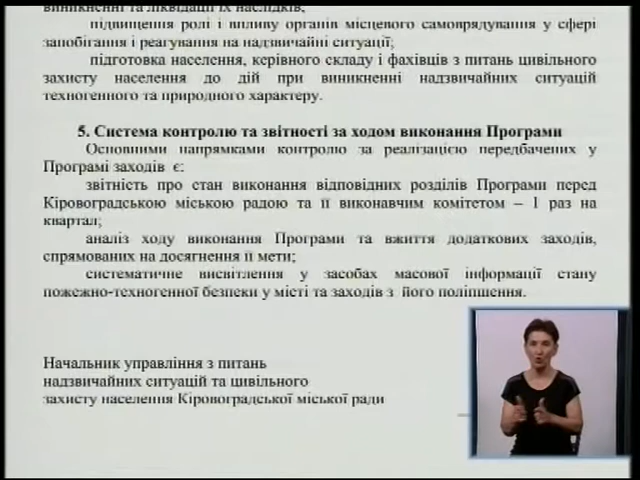 виникненні та ліквідації їх наслідків;
підвищення ролі і впливу органів місцевого самоврядування у сфері
запобігання і реагування на надзвичайні ситуації;
підготовка населення, керівного складу і фахівців з питань цивільного
захисту населення до дій при виникненні надзвичайних ситуацій
техногенного та природного характеру.
5. Система контролю та звітності за ходом виконання Програми
Основними напрямками контролю за реалізацією передбачених у
Програмі заходів є:
звітність про стан виконання відповідних розділів Програми перед
Кіровоградською міською радою та її виконавчим комітетом – 1 раз на
квартал;
аналіз ходу виконання Програми та вжиття додаткових заходів,
спрямованих на досягнення її мети;
систематичне висвітлення у засобах масової інформації стану
пожежно-техногенної безпеки у місті та заходів з його поліпшення.
Начальник управління з питань
надзвичайних ситуацій та цивільного
захисту населення Кіровоградської міської ради